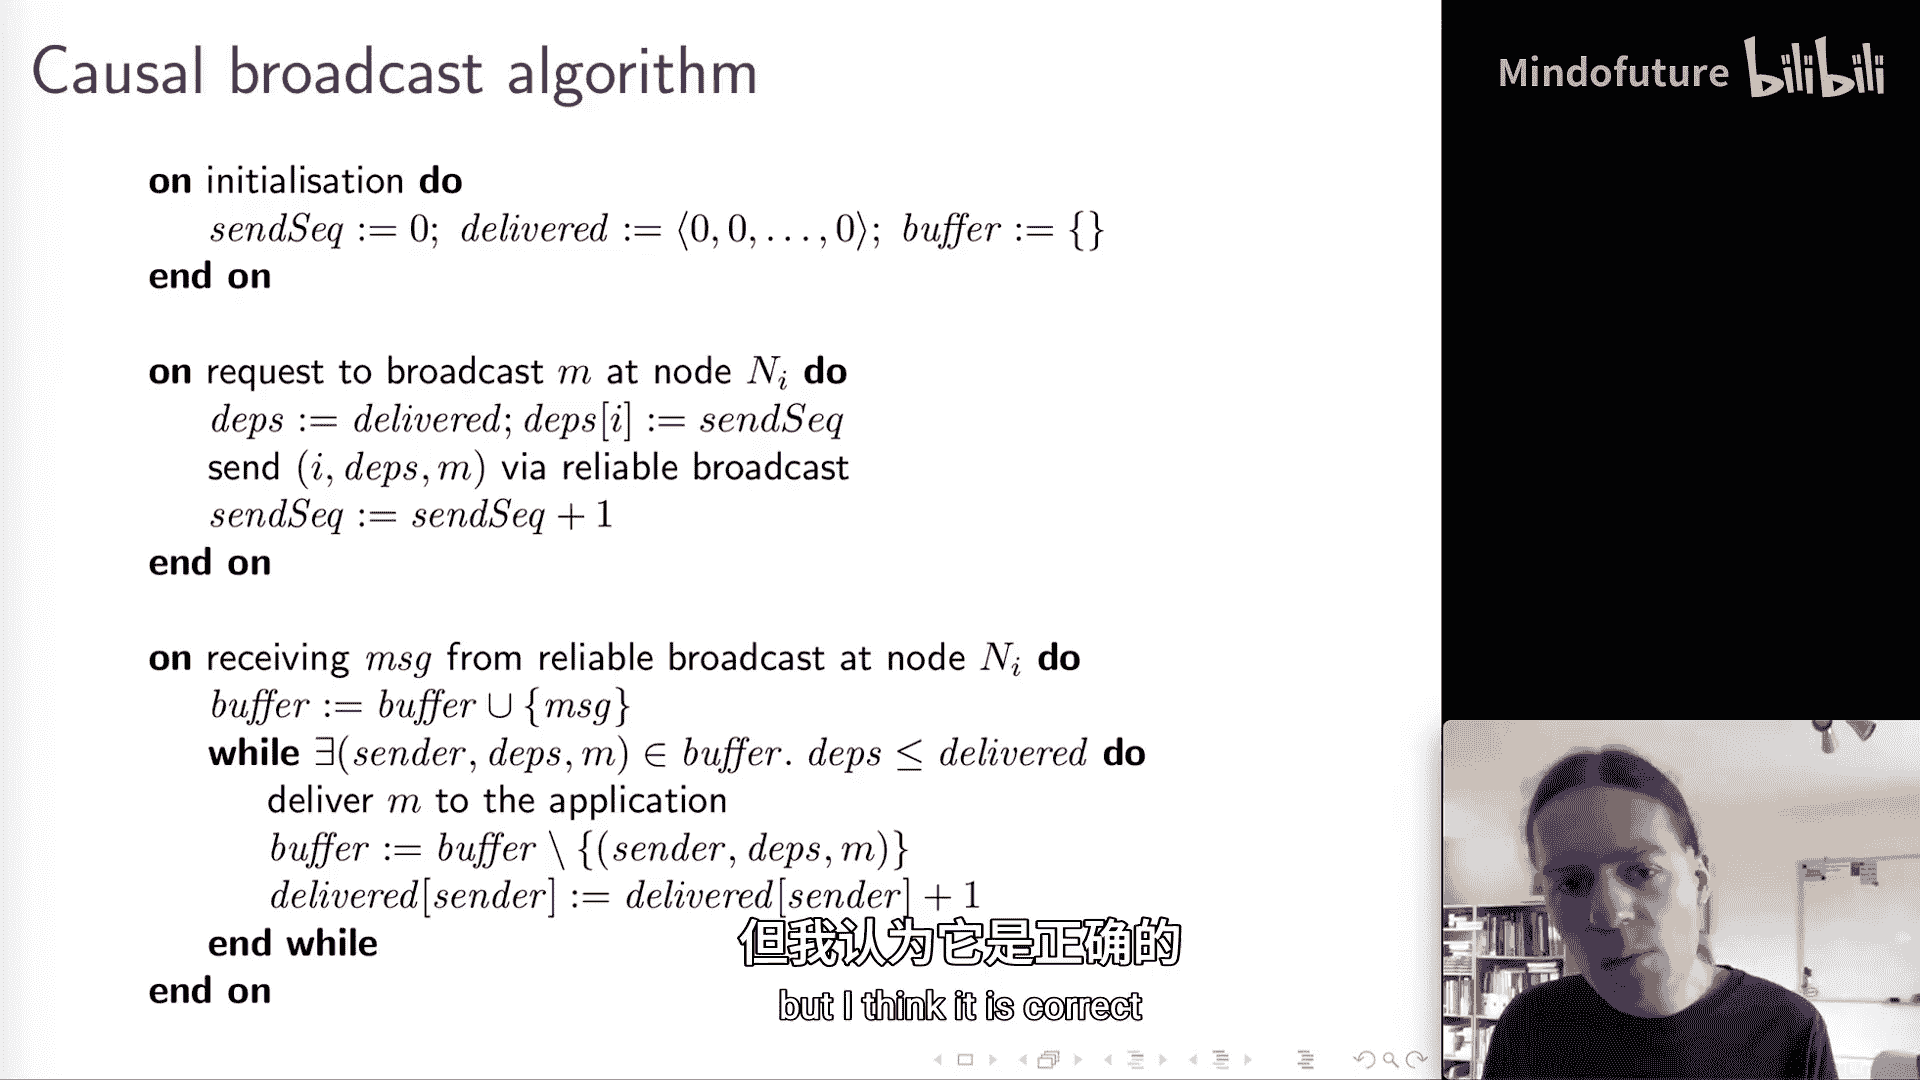 Causal broadcast algorithm
Mindofuture bilibili
on initialisation do
sendSeq := 0; delivered := ⟨0, 0, . . . , 0⟩; buffer := {}
end on
on request to broadcast m at node Nᵢ do
deps := delivered; deps[i] := sendSeq
send (i, deps, m) via reliable broadcast
sendSeq := sendSeq + 1
end on
on receiving msg from reliable broadcast at node Nᵢ do
buffer := buffer ∪ {msg}
while ∃(sender, deps, m) ∈ buffer. deps ≤ delivered do
deliver m to the application
buffer := buffer \ {(sender, deps, m)}
delivered[sender] := delivered[sender] + 1
end while
end on
但我认为它是正确的
but I think it is correct